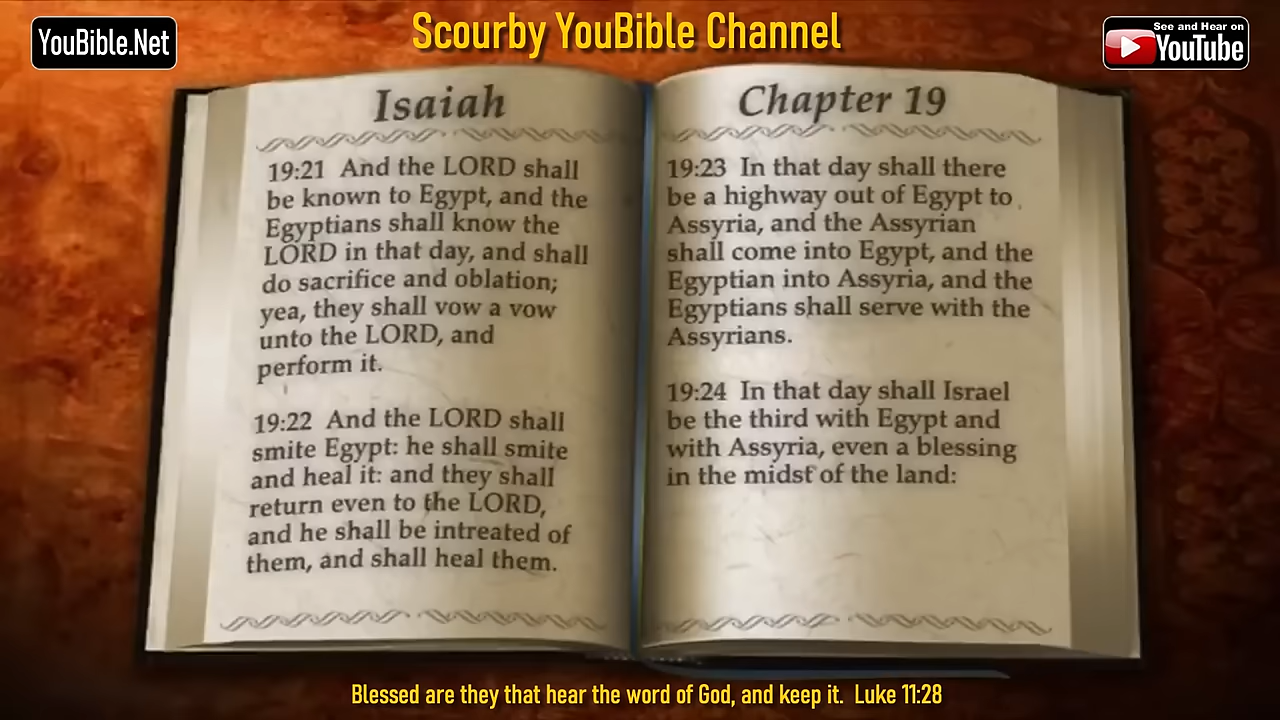 YouBible.Net
Scourby YouBible Channel
See and Hear on
YouTube
Isaiah
19:21 And the LORD shall
be known to Egypt, and the
Egyptians shall know the
LORD in that day, and shall
do sacrifice and oblation;
yea, they shall vow a vow
unto the LORD, and
perform it.
19:22 And the LORD shall
smite Egypt: he shall smite
and heal it: and they shall
return even to the LORD,
and he shall be intreated of
them, and shall heal them.
Chapter 19
19:23 In that day shall there
be a highway out of Egypt to
Assyria, and the Assyrian
shall come into Egypt, and the
Egyptian into Assyria, and the
Egyptians shall serve with the
Assyrians.
19:24 In that day shall Israel
be the third with Egypt and
with Assyria, even a blessing
in the midst of the land:
Blessed are they that hear the word of God, and keep it. Luke 11:28